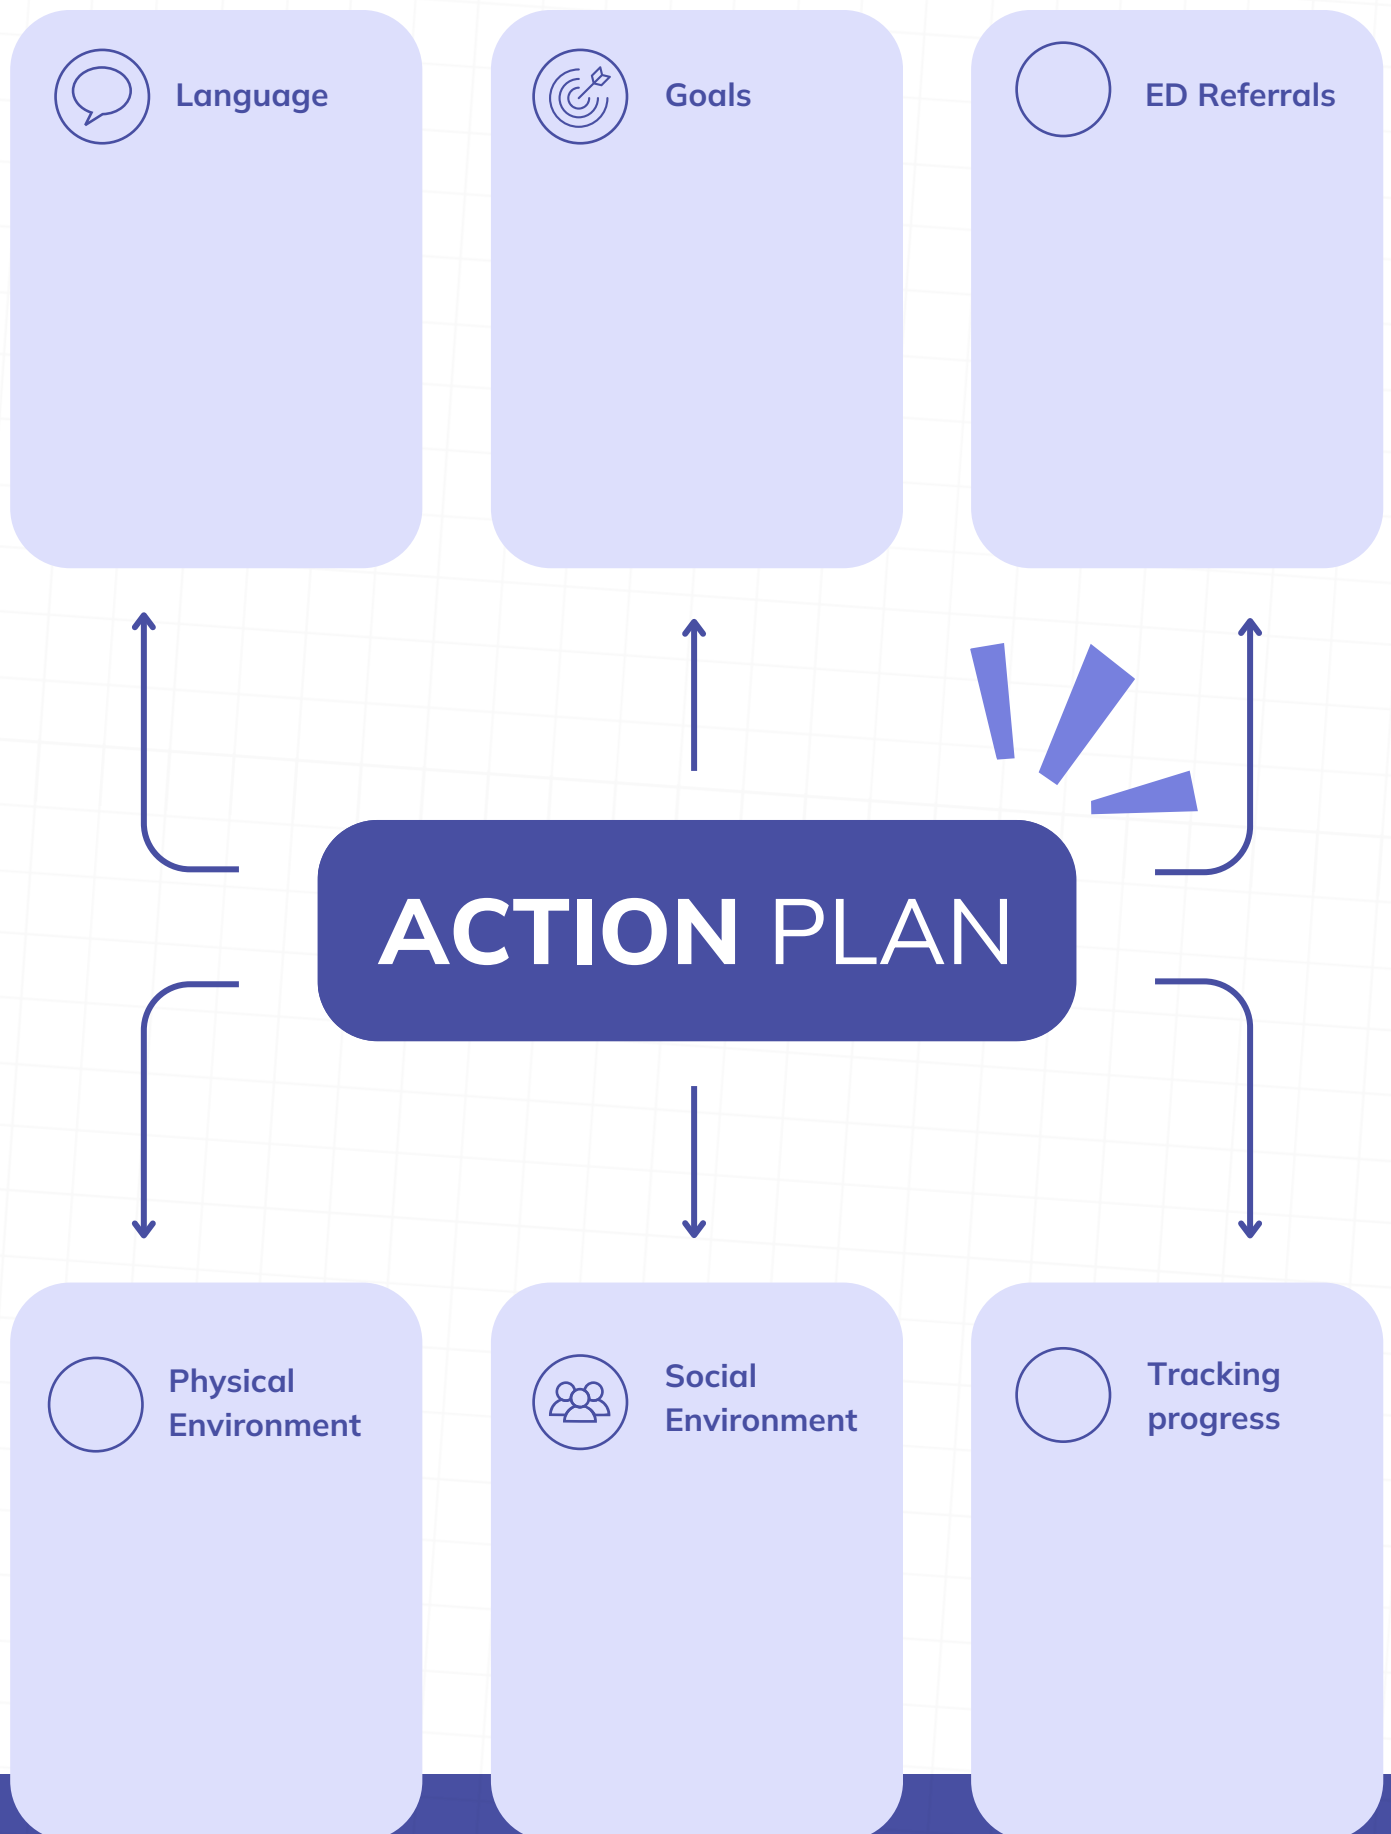 Language
Goals
ED Referrals
ACTION PLAN
Physical
Environment
Social
Environment
Tracking
progress